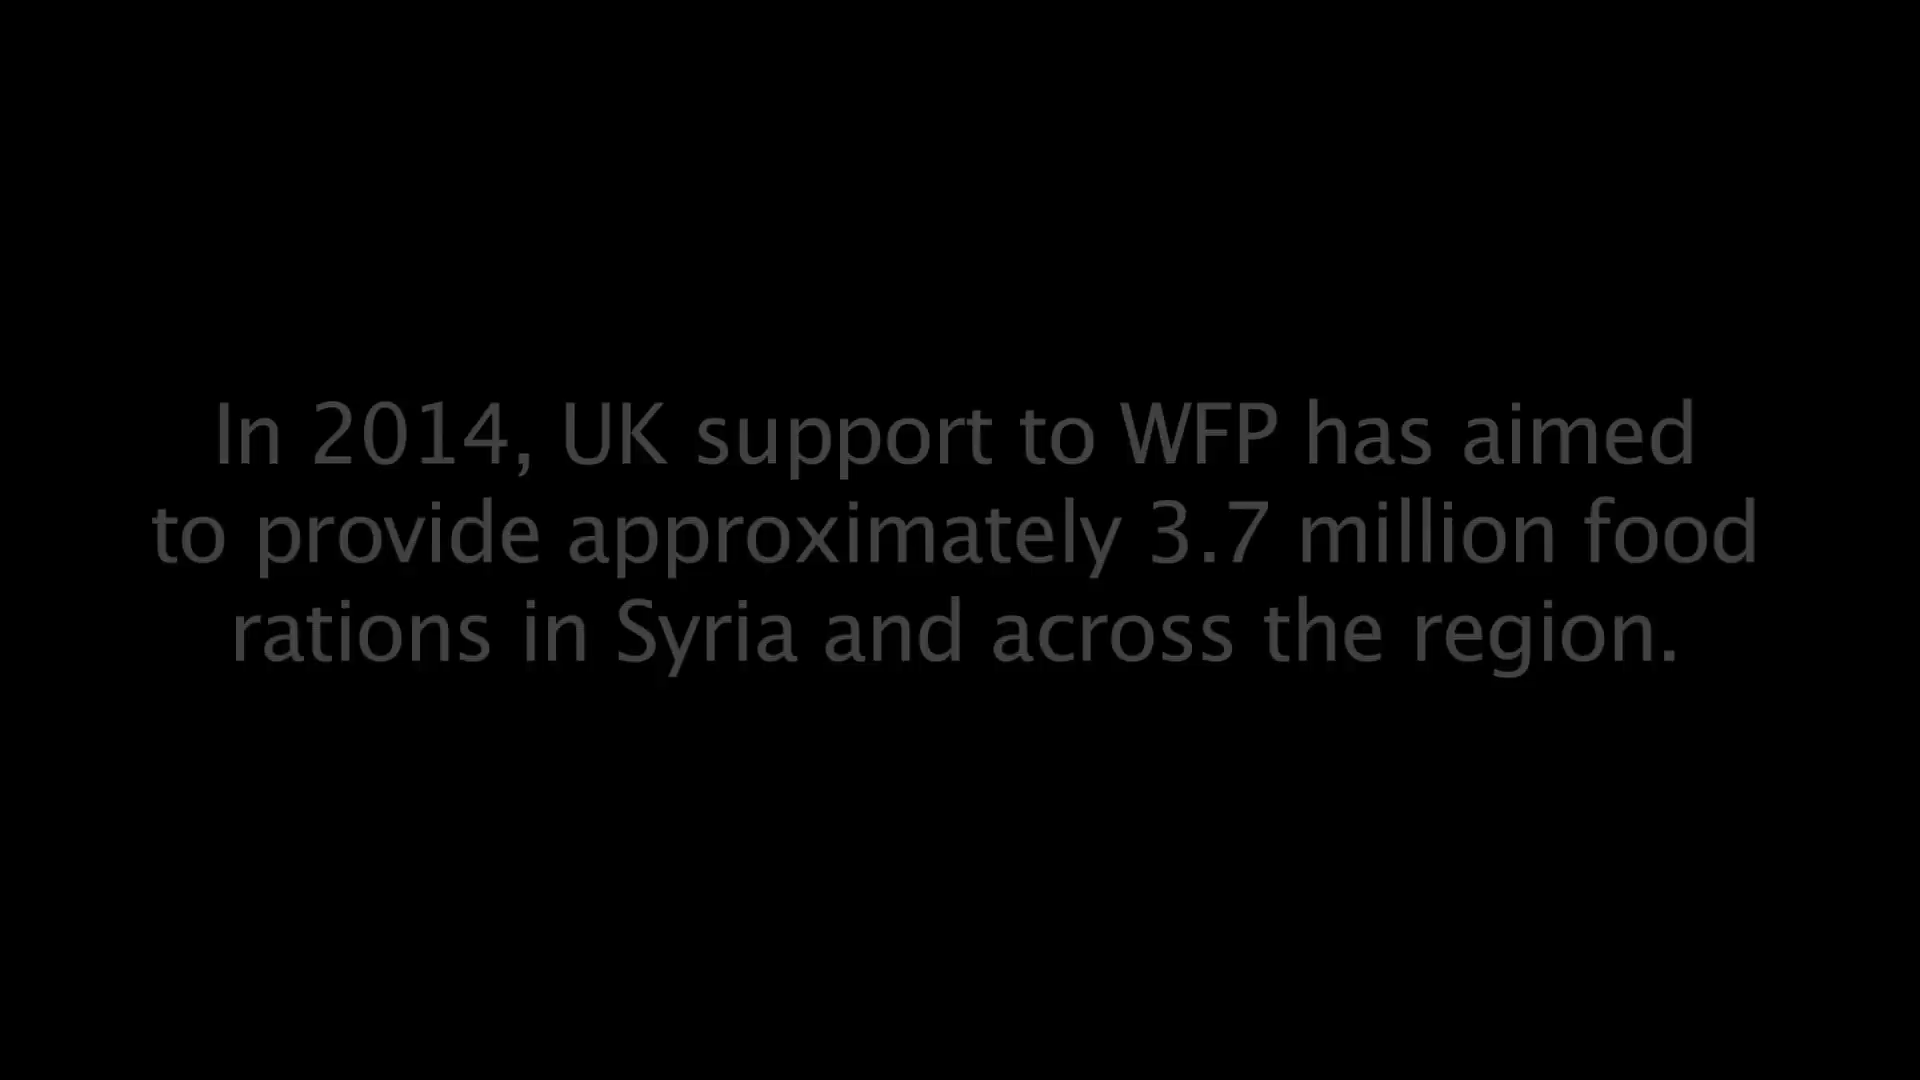 In 2014, UK support to WFP has aimed
to provide approximately 3.7 million food
rations in Syria and across the region.